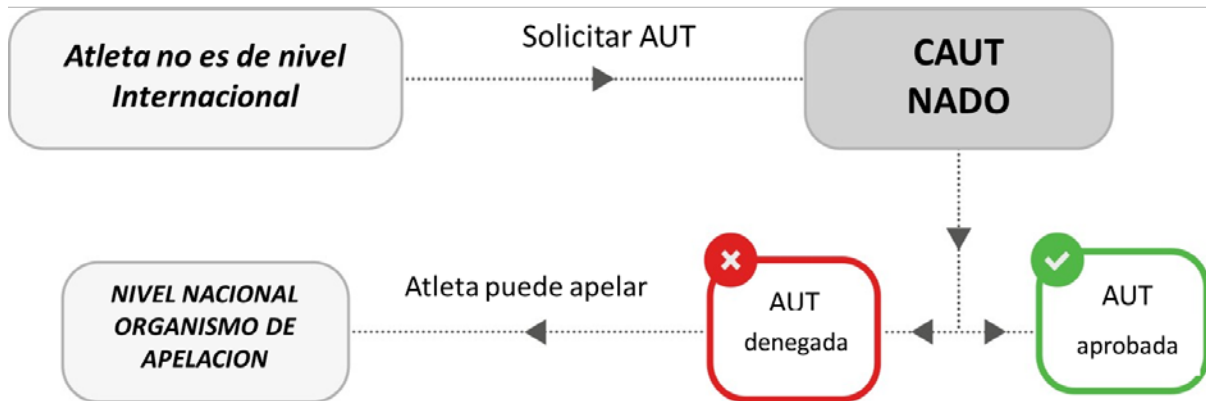 Atleta no es de nivel
Internacional
Solicitar AUT
CAUT
NADO
NIVEL NACIONAL
ORGANISMO DE
APELACION
Atleta puede apelar
AUT
denegada
AUT
aprobada